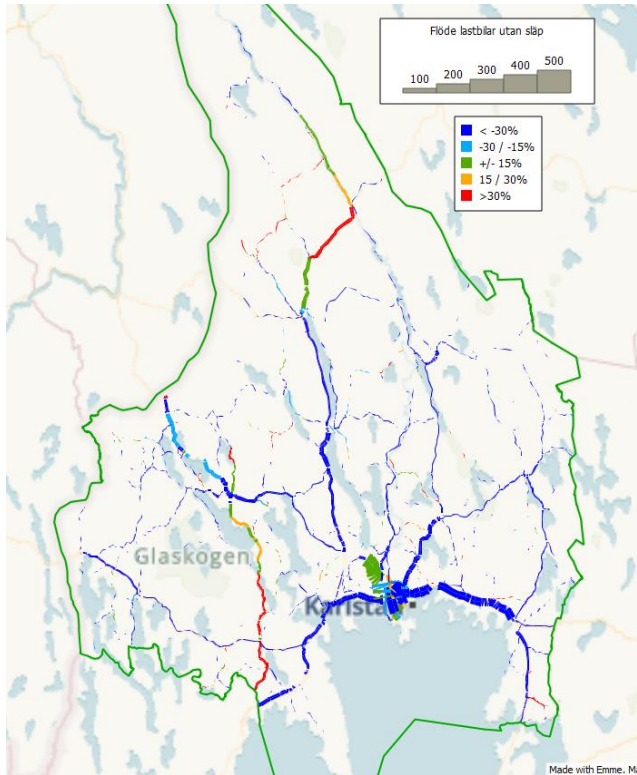 Flöde lastbilar utan släp
100 200 300 400 500
< -30%
-30 / -15%
+/- 15%
15 / 30%
>30%
Glaskogen
Made with Emme. M